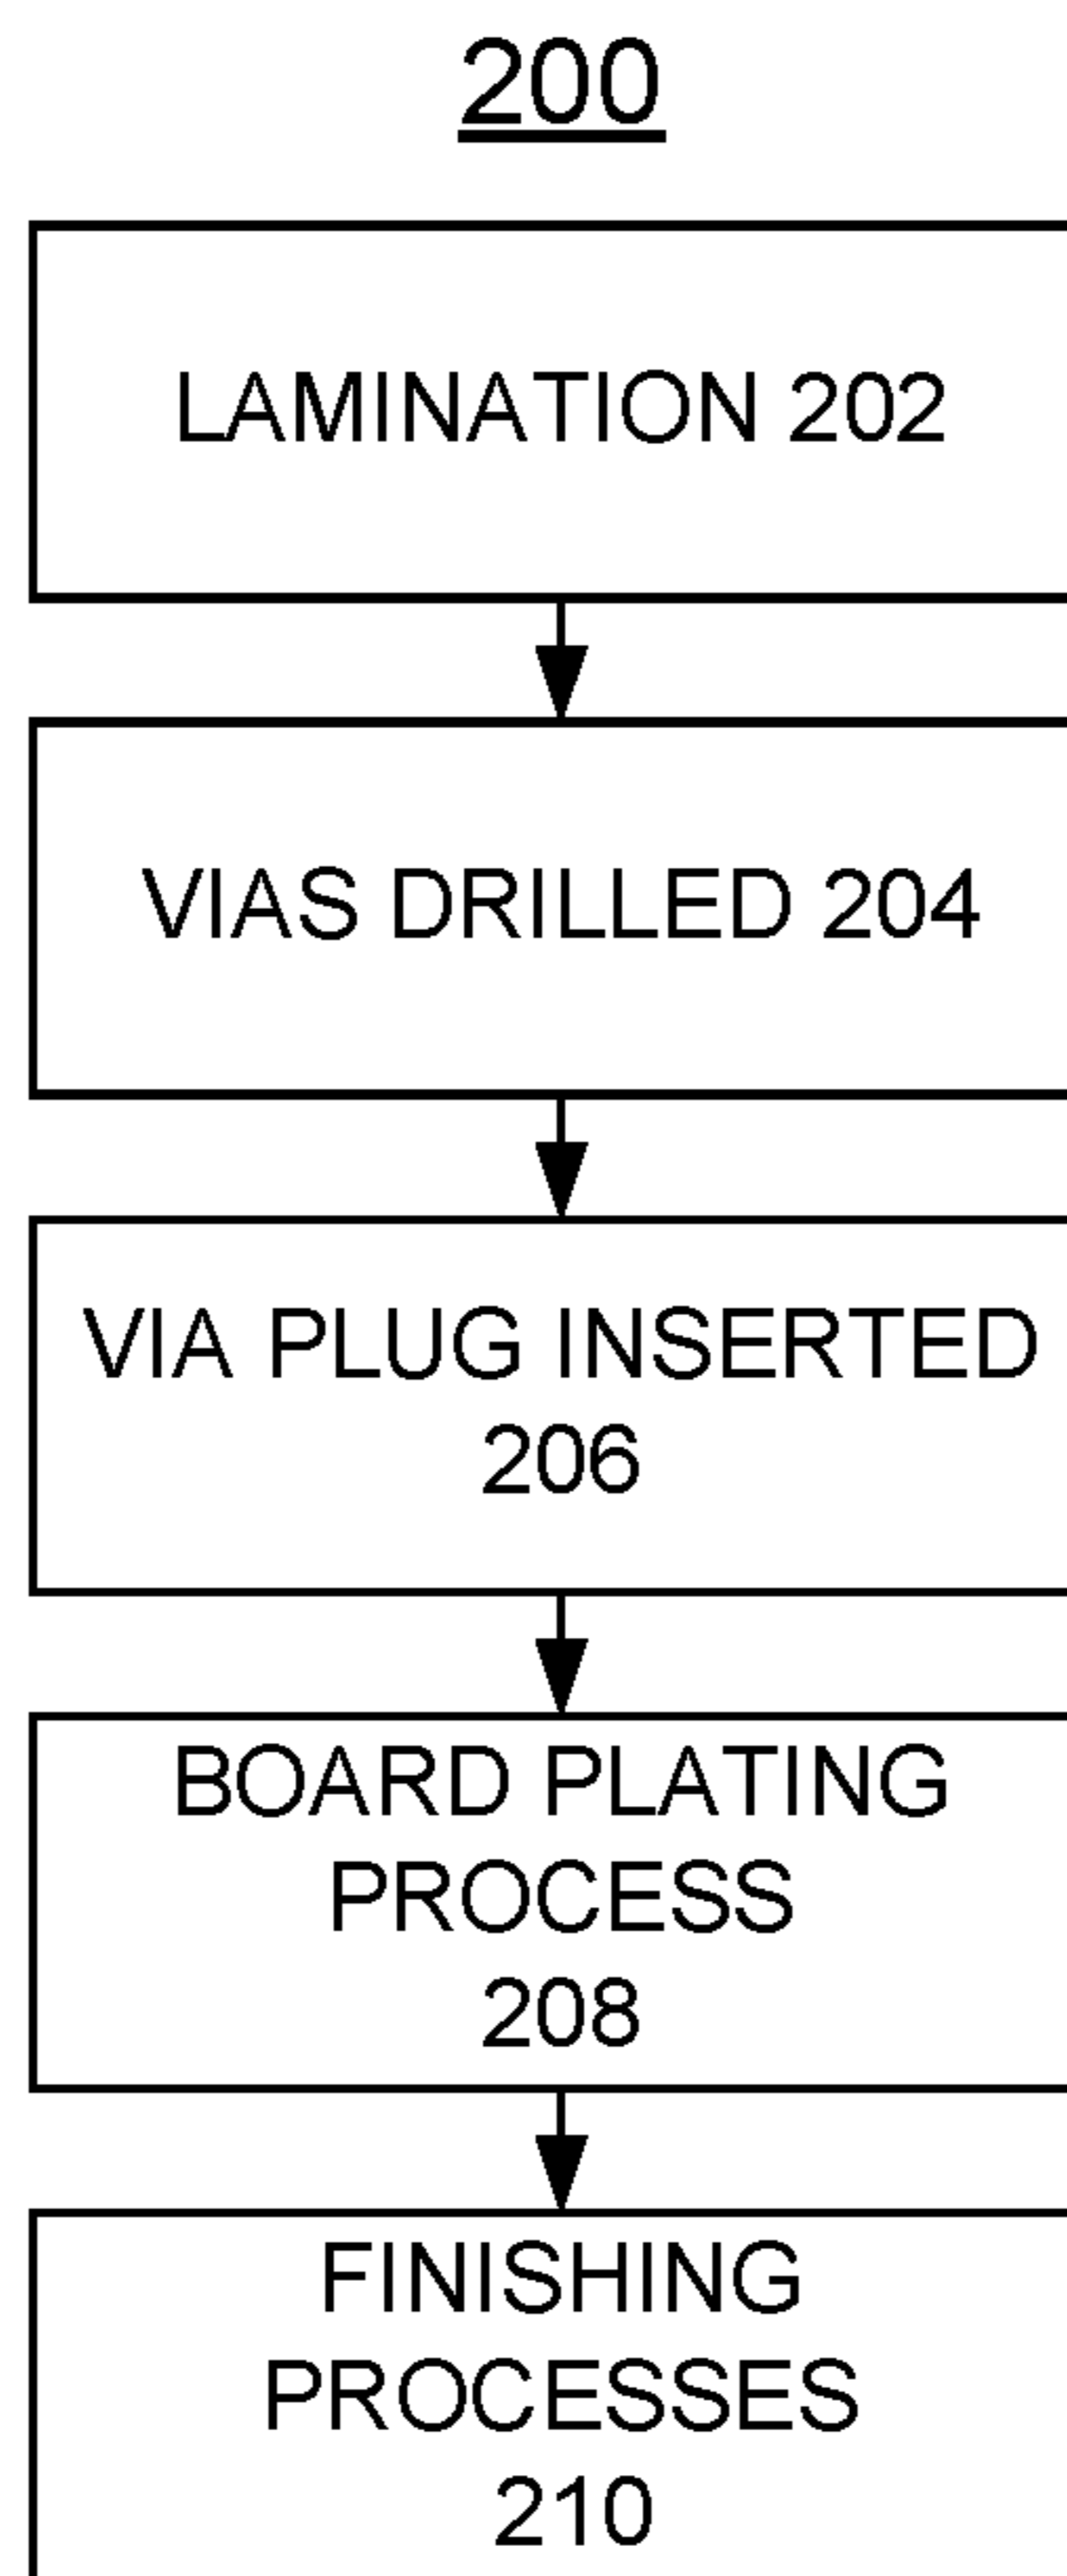 200
LAMINATION 202
VIAS DRILLED 204
VIA PLUG INSERTED
206
BOARD PLATING
PROCESS
208
FINISHING
PROCESSES
210